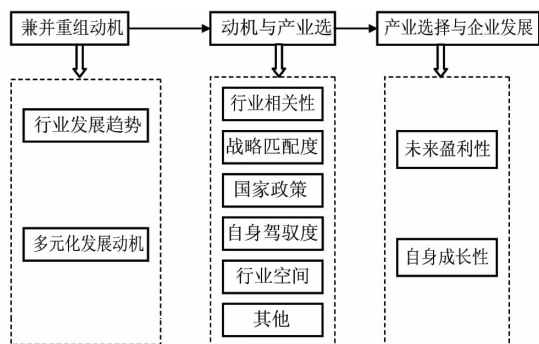 兼并重组动机
动机与产业选
产业选择与企业发展
行业发展趋势
多元化发展动机
行业相关性
战略匹配度
国家政策
自身驾驭度
行业空间
其他
未来盈利性
自身成长性